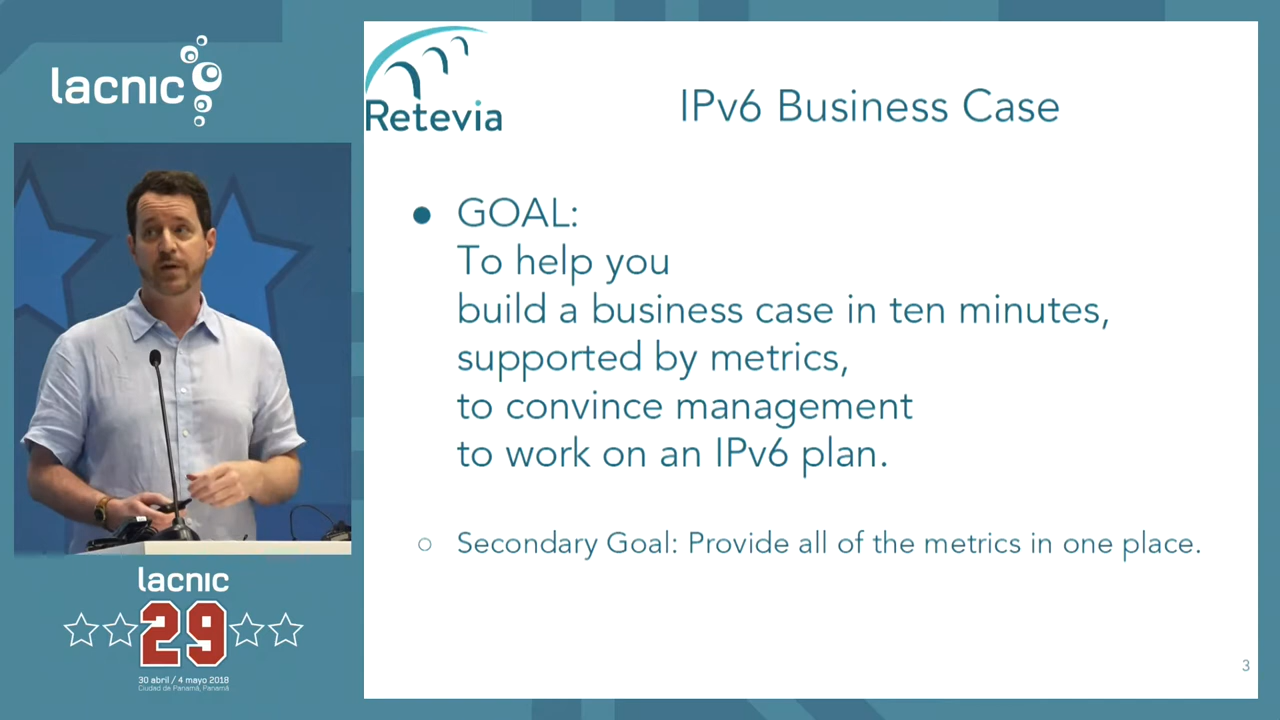 lacnic
Retevia
IPv6 Business Case
● GOAL:
To help you
build a business case in ten minutes,
supported by metrics,
to convince management
to work on an IPv6 plan.
○ Secondary Goal: Provide all of the metrics in one place.
3
lacnic
29
30 abril / 4 mayo 2018
Ciudad de Panamá, Panamá